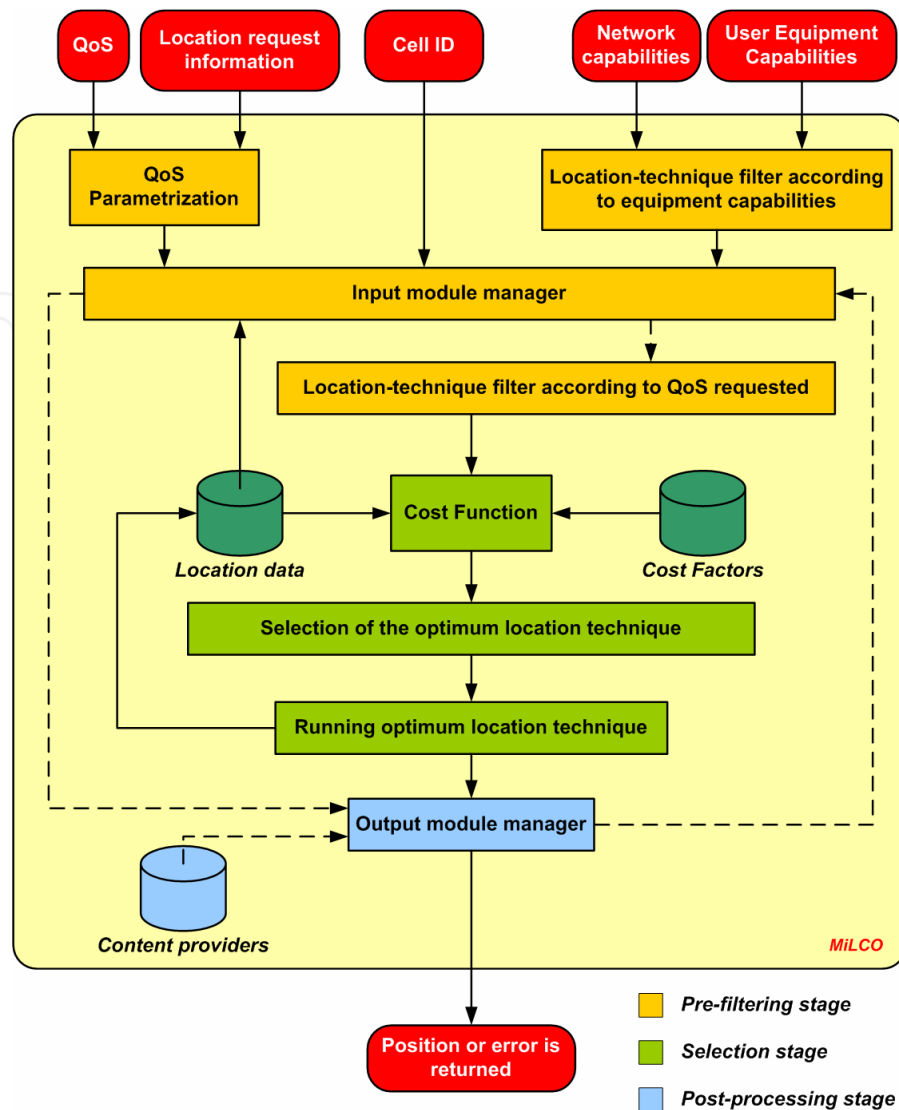 QoS
Location request
information
Cell ID
Network
capabilities
User Equipment
Capabilities
QoS
Parametrization
Location-technique filter according
to equipment capabilities
Input module manager
Location-technique filter according to QoS requested
Cost Function
Location data
Cost Factors
Selection of the optimum location technique
Running optimum location technique
Output module manager
Content providers
MiLCO
Position or error is
returned
Pre-filtering stage
Selection stage
Post-processing stage